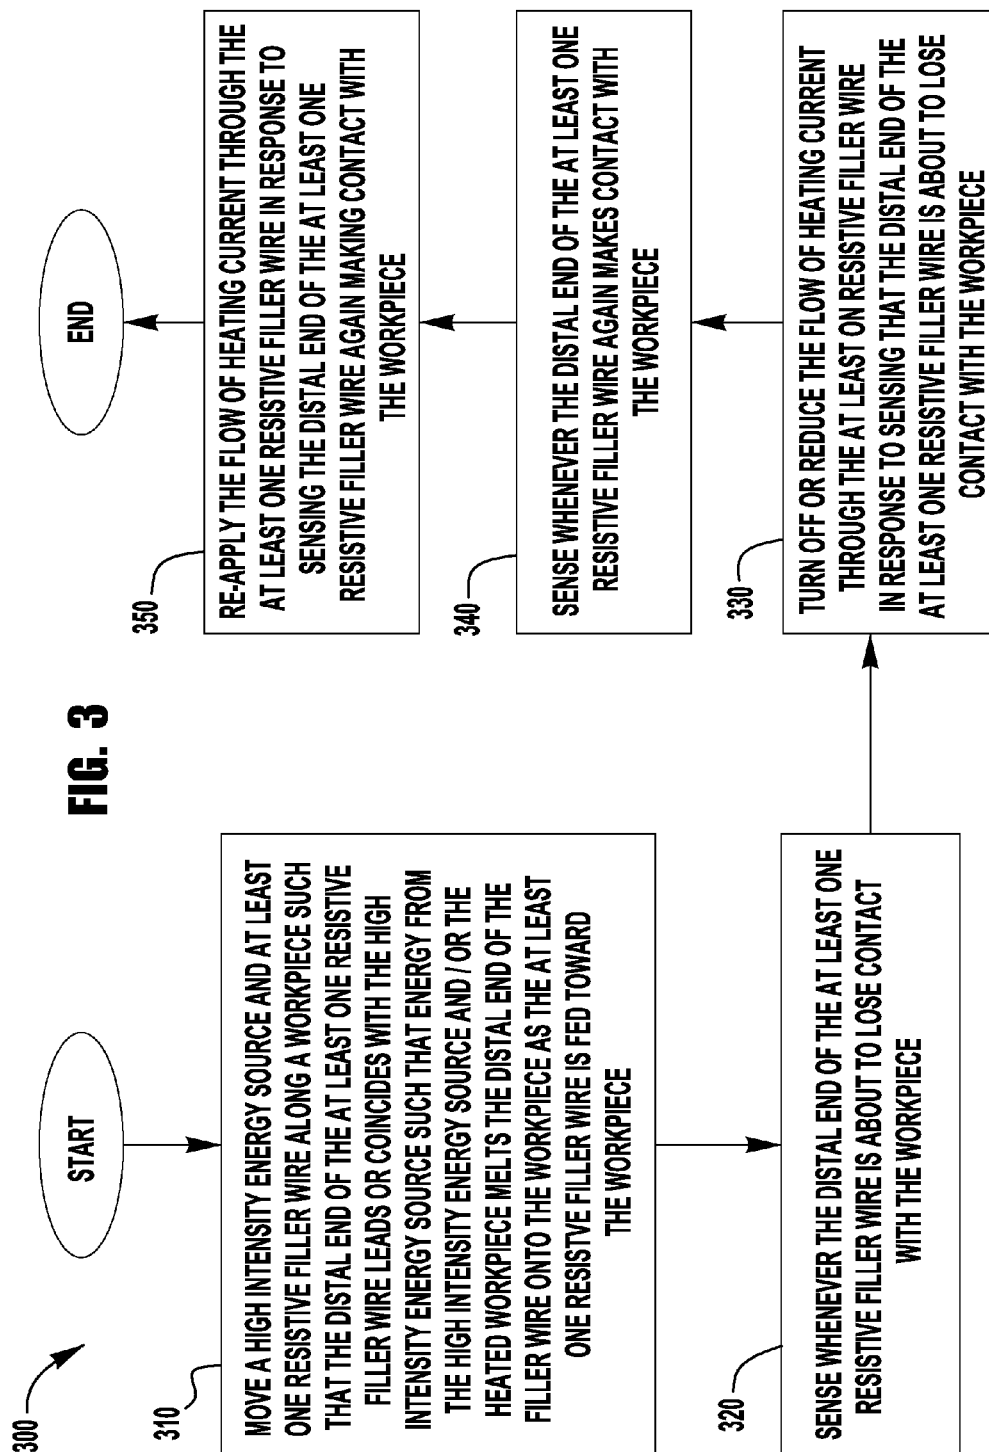 300
START
310
MOVE A HIGH INTENSITY ENERGY SOURCE AND AT LEAST
ONE RESISTIVE FILLER WIRE ALONG A WORKPIECE SUCH
THAT THE DISTAL END OF THE AT LEAST ONE RESISTIVE
FILLER WIRE LEADS OR COINCIDES WITH THE HIGH
INTENSITY ENERGY SOURCE SUCH THAT ENERGY FROM
THE HIGH INTENSITY ENERGY SOURCE AND / OR THE
HEATED WORKPIECE MELTS THE DISTAL END OF THE
FILLER WIRE ONTO THE WORKPIECE AS THE AT LEAST
ONE RESISTVE FILLER WIRE IS FED TOWARD
THE WORKPIECE
320
SENSE WHENEVER THE DISTAL END OF THE AT LEAST ONE
RESISTIVE FILLER WIRE IS ABOUT TO LOSE CONTACT
WITH THE WORKPIECE
FIG. 3
330
TURN OFF OR REDUCE THE FLOW OF HEATING CURRENT
THROUGH THE AT LEAST ON RESISTIVE FILLER WIRE
IN RESPONSE TO SENSING THAT THE DISTAL END OF THE
AT LEAST ONE RESISTIVE FILLER WIRE IS ABOUT TO LOSE
CONTACT WITH THE WORKPIECE
340
SENSE WHENEVER THE DISTAL END OF THE AT LEAST ONE
RESISTIVE FILLER WIRE AGAIN MAKES CONTACT WITH
THE WORKPIECE
350
RE-APPLY THE FLOW OF HEATING CURRENT THROUGH THE
AT LEAST ONE RESISTIVE FILLER WIRE IN RESPONSE TO
SENSING THE DISTAL END OF THE AT LEAST ONE
RESISTIVE FILLER WIRE AGAIN MAKING CONTACT WITH
THE WORKPIECE
END